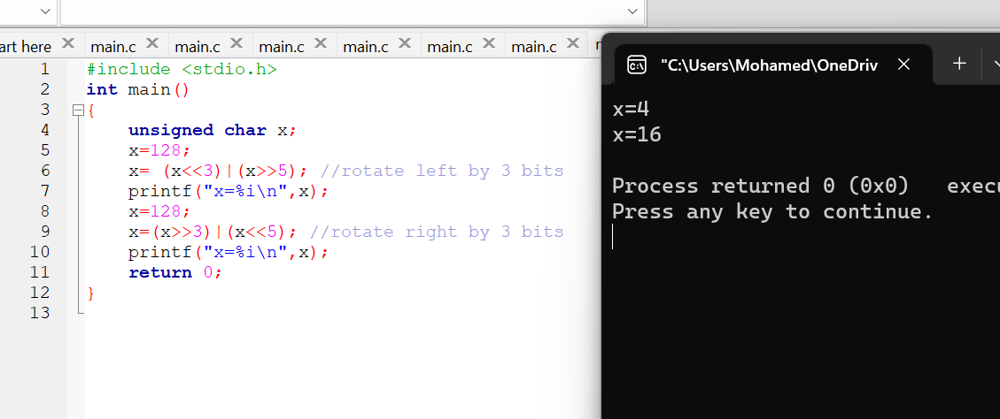 art here main.c main.c main.c main.c main.c main.c
1 #include <stdio.h>
2 int main()
3 {
4 unsigned char x;
5 x=128;
6 x= (x<<3)|(x>>5); //rotate left by 3 bits
7 printf("x=%i\n",x);
8 x=128;
9 x=(x>>3)|(x<<5); //rotate right by 3 bits
10 printf("x=%i\n",x);
11 return 0;
12 }
13
"C:\Users\Mohamed\OneDriv
x=4
x=16
Process returned 0 (0x0) execu
Press any key to continue.